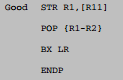 Good STR R1,[R11]
POP {R1-R2}
BX LR
ENDP